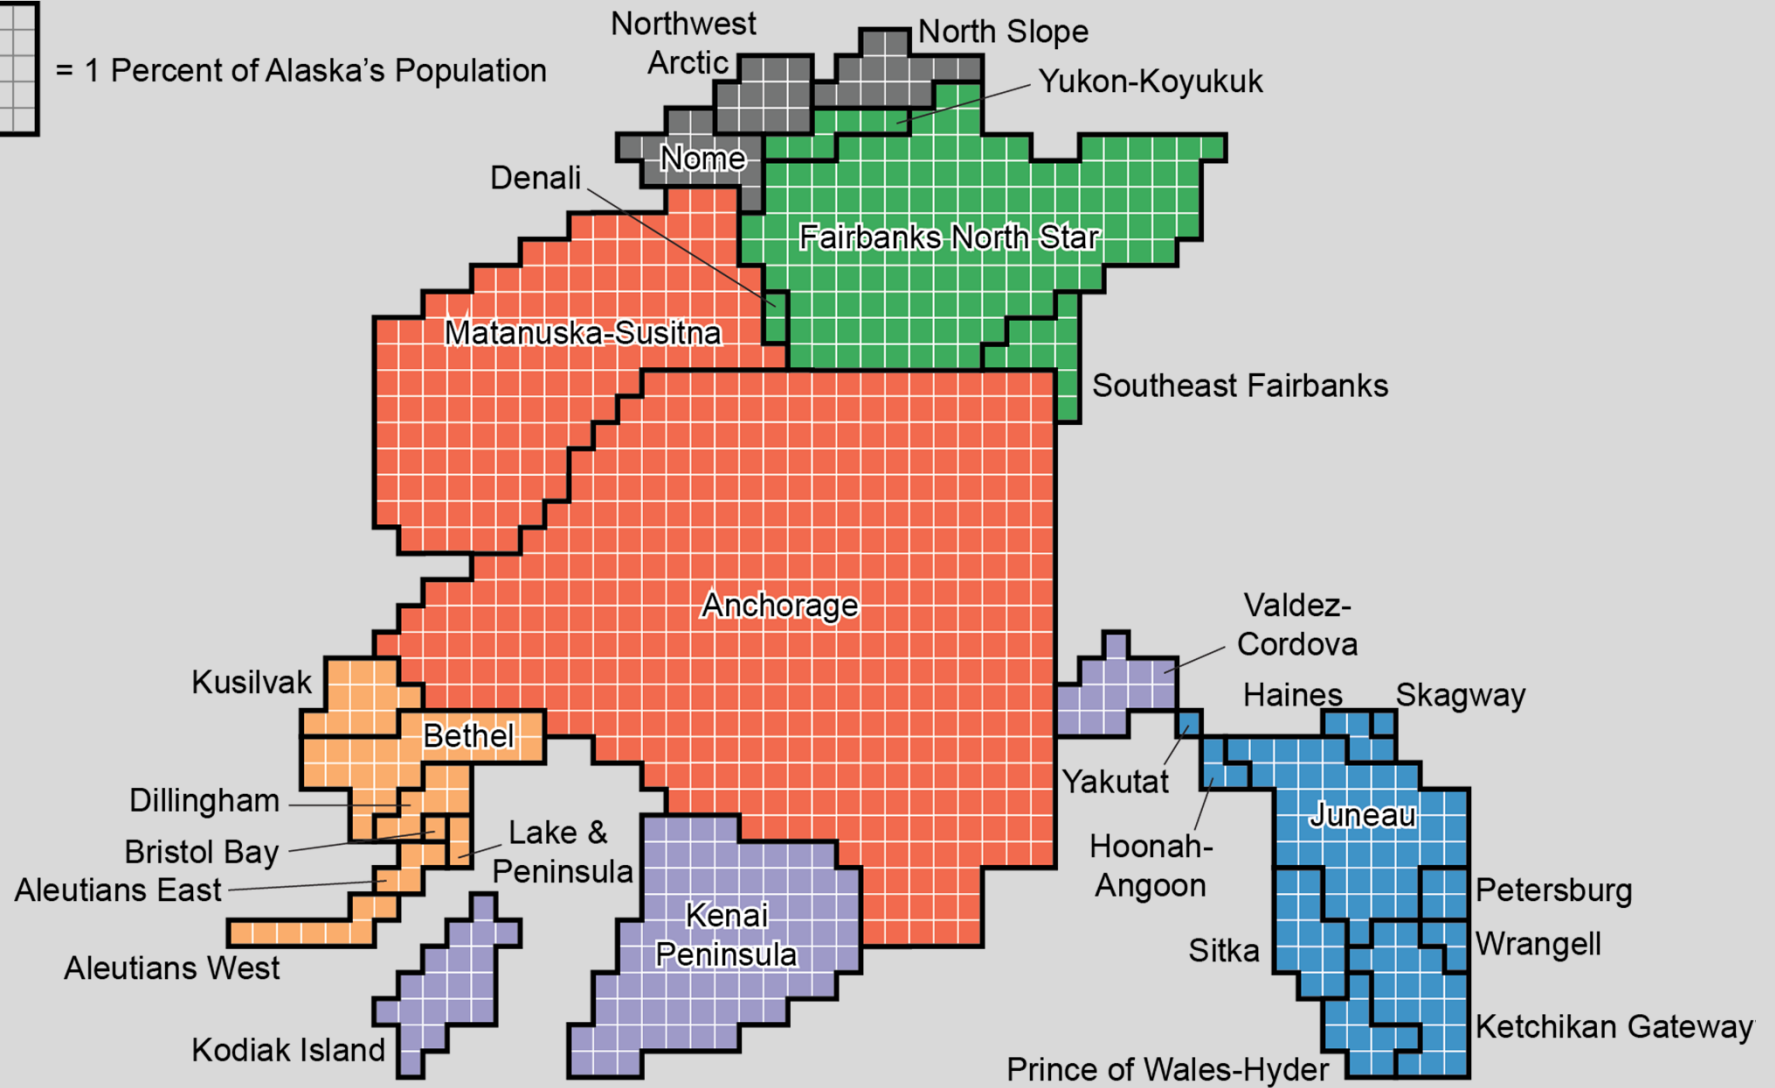 = 1 Percent of Alaska's Population
Northwest
Arctic
North Slope
Yukon-Koyukuk
Nome
Denali
Fairbanks North Star
Matanuska-Susitna
Southeast Fairbanks
Anchorage
Valdez-
Cordova
Kusilvak
Haines
Skagway
Bethel
Yakutat
Dillingham
Juneau
Bristol Bay
Lake &
Peninsula
Hoonah-
Angoon
Aleutians East
Petersburg
Kenai
Peninsula
Sitka
Wrangell
Aleutians West
Kodiak Island
Ketchikan Gateway
Prince of Wales-Hyder